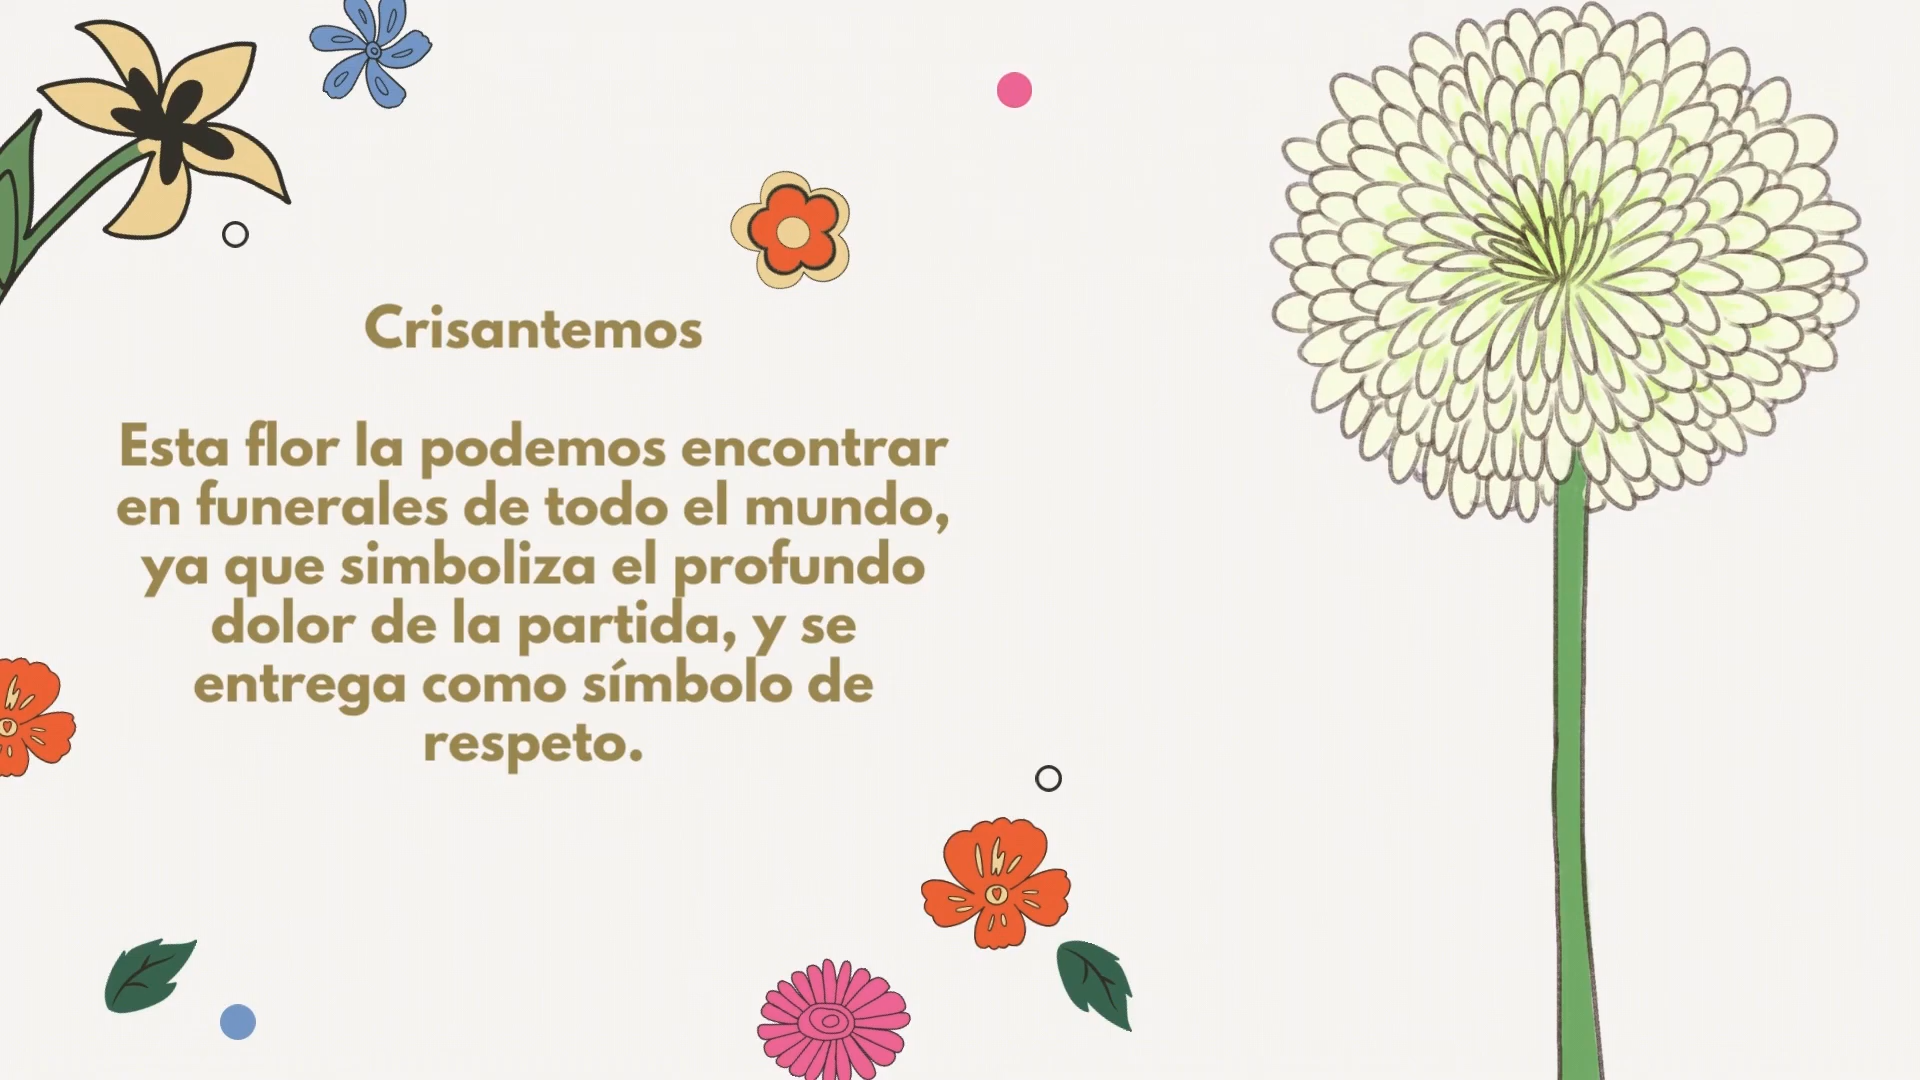 Crisantemos
Esta flor la podemos encontrar
en funerales de todo el mundo,
ya que simboliza el profundo
dolor de la partida, y se
entrega como símbolo de
respeto.